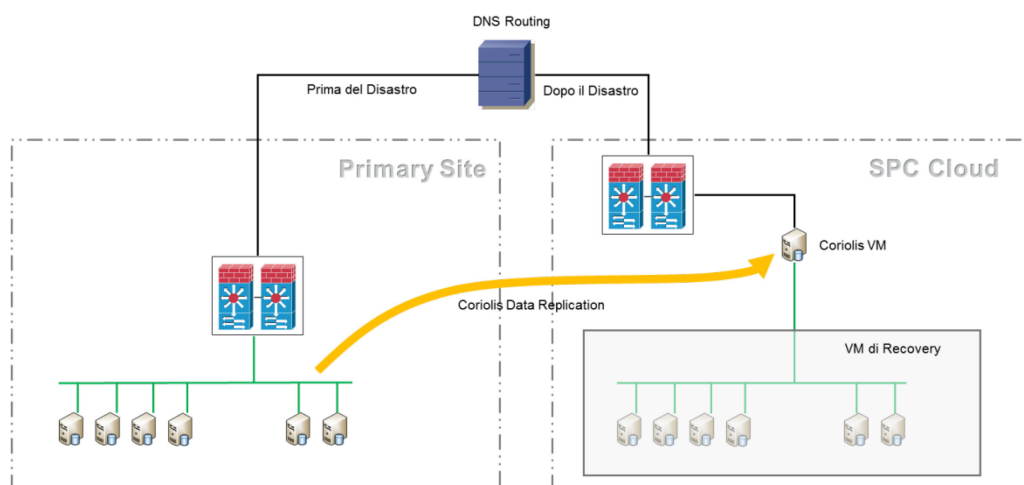 DNS Routing
Prima del Disastro
Dopo il Disastro
Primary Site
SPC Cloud
Coriolis VM
Coriolis Data Replication
VM di Recovery